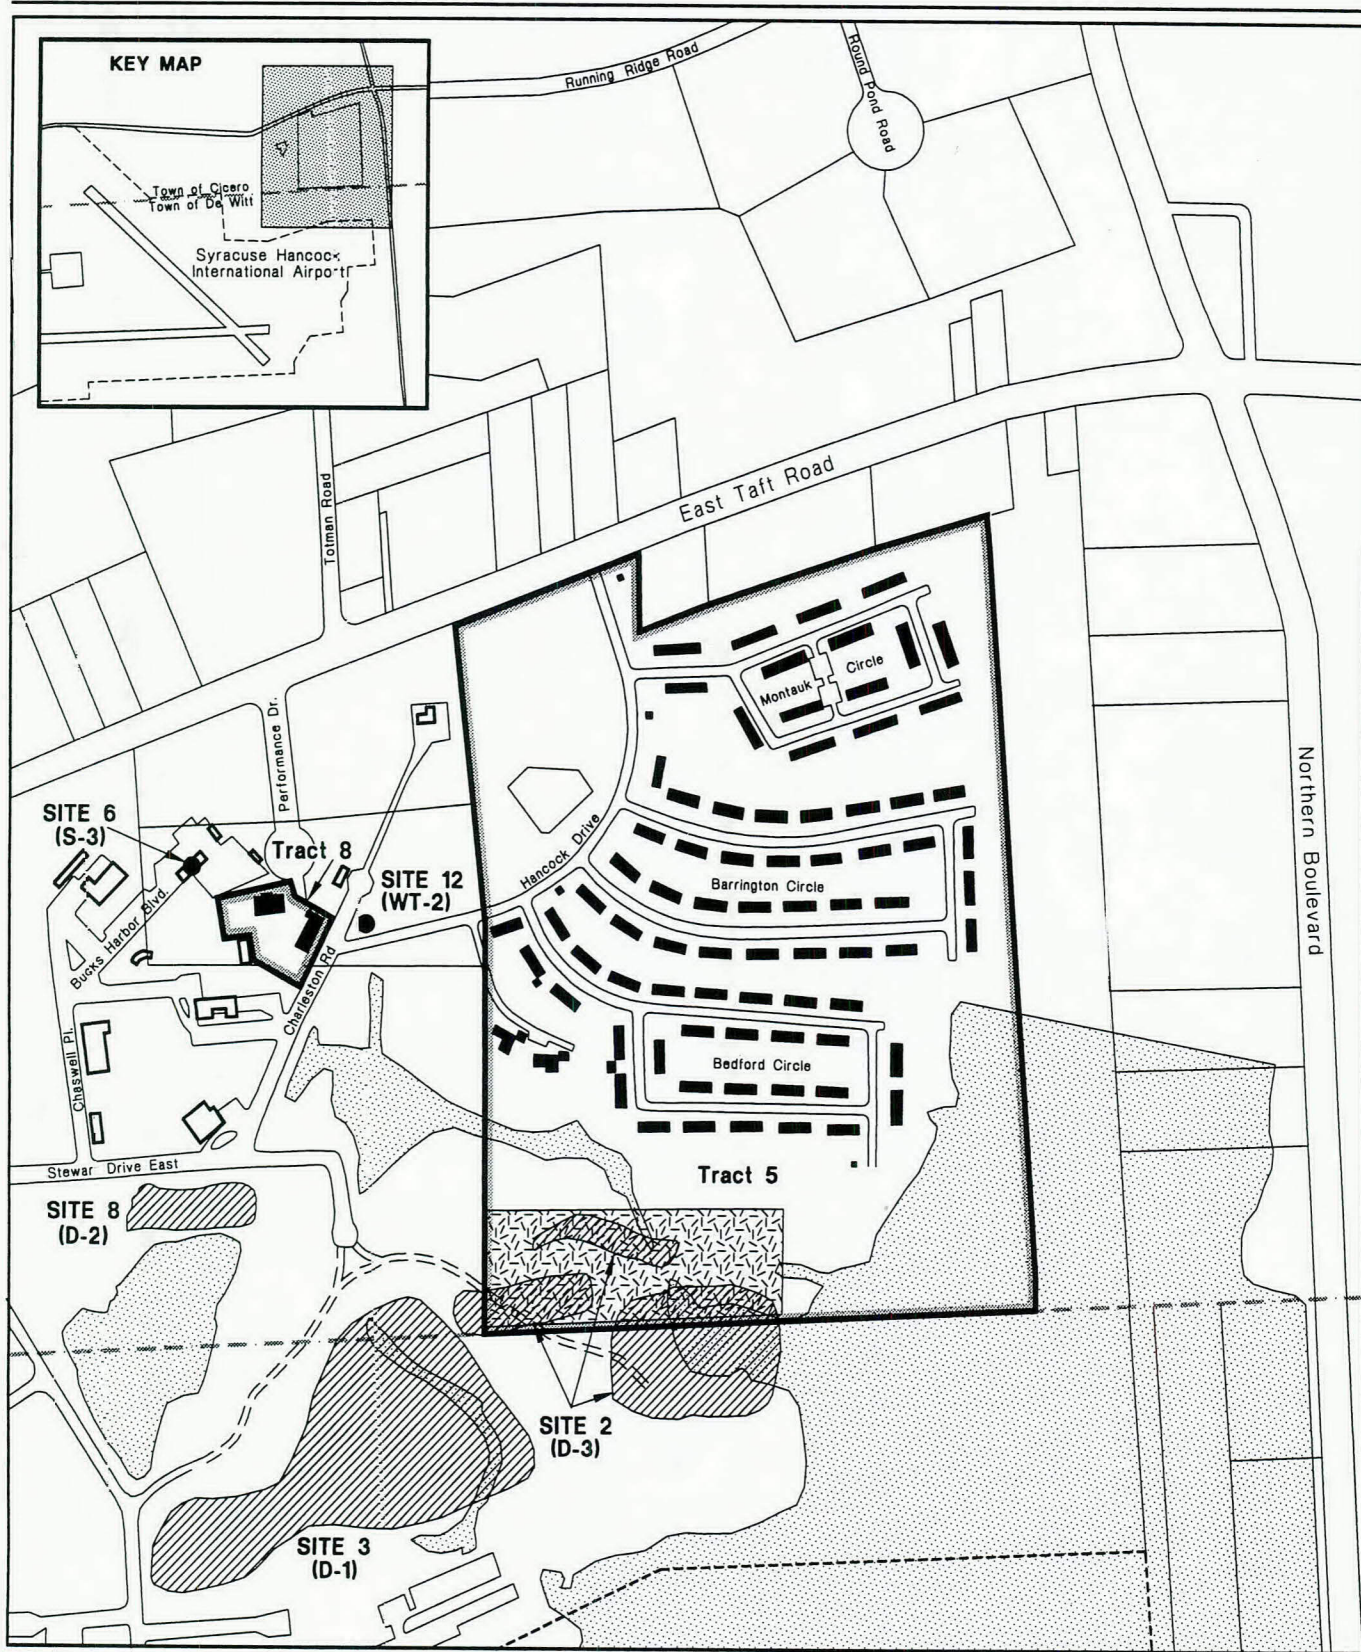 KEY MAP
Town of Cicero
Town of De Witt
Syracuse Hancock
International Airport
Running Ridge Road
Round Pond Road
Totman Road
East Taft Road
Northern Boulevard
Performance Dr.
Montauk
Circle
SITE 6
(S-3)
Tract 8
SITE 12
(WT-2)
Hancock Drive
Bucks Harbor Blvd.
Charleston Rd
Barrington Circle
Chaswell Pl.
Bedford Circle
Stewar Drive East
Tract 5
SITE 8
(D-2)
SITE 2
(D-3)
SITE 3
(D-1)